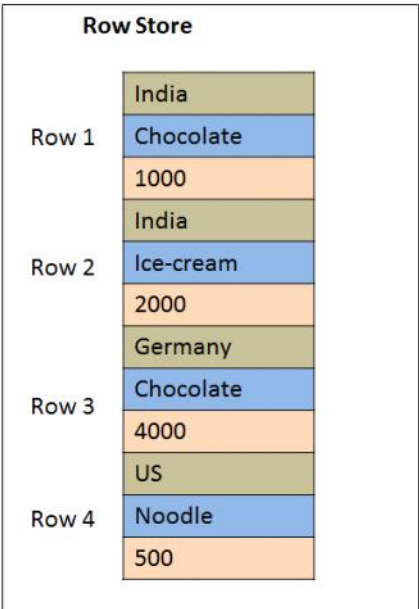 Row Store
India
Row 1 Chocolate
1000
India
Row 2 Ice-cream
2000
Germany
Row 3 Chocolate
4000
US
Row 4 Noodle
500